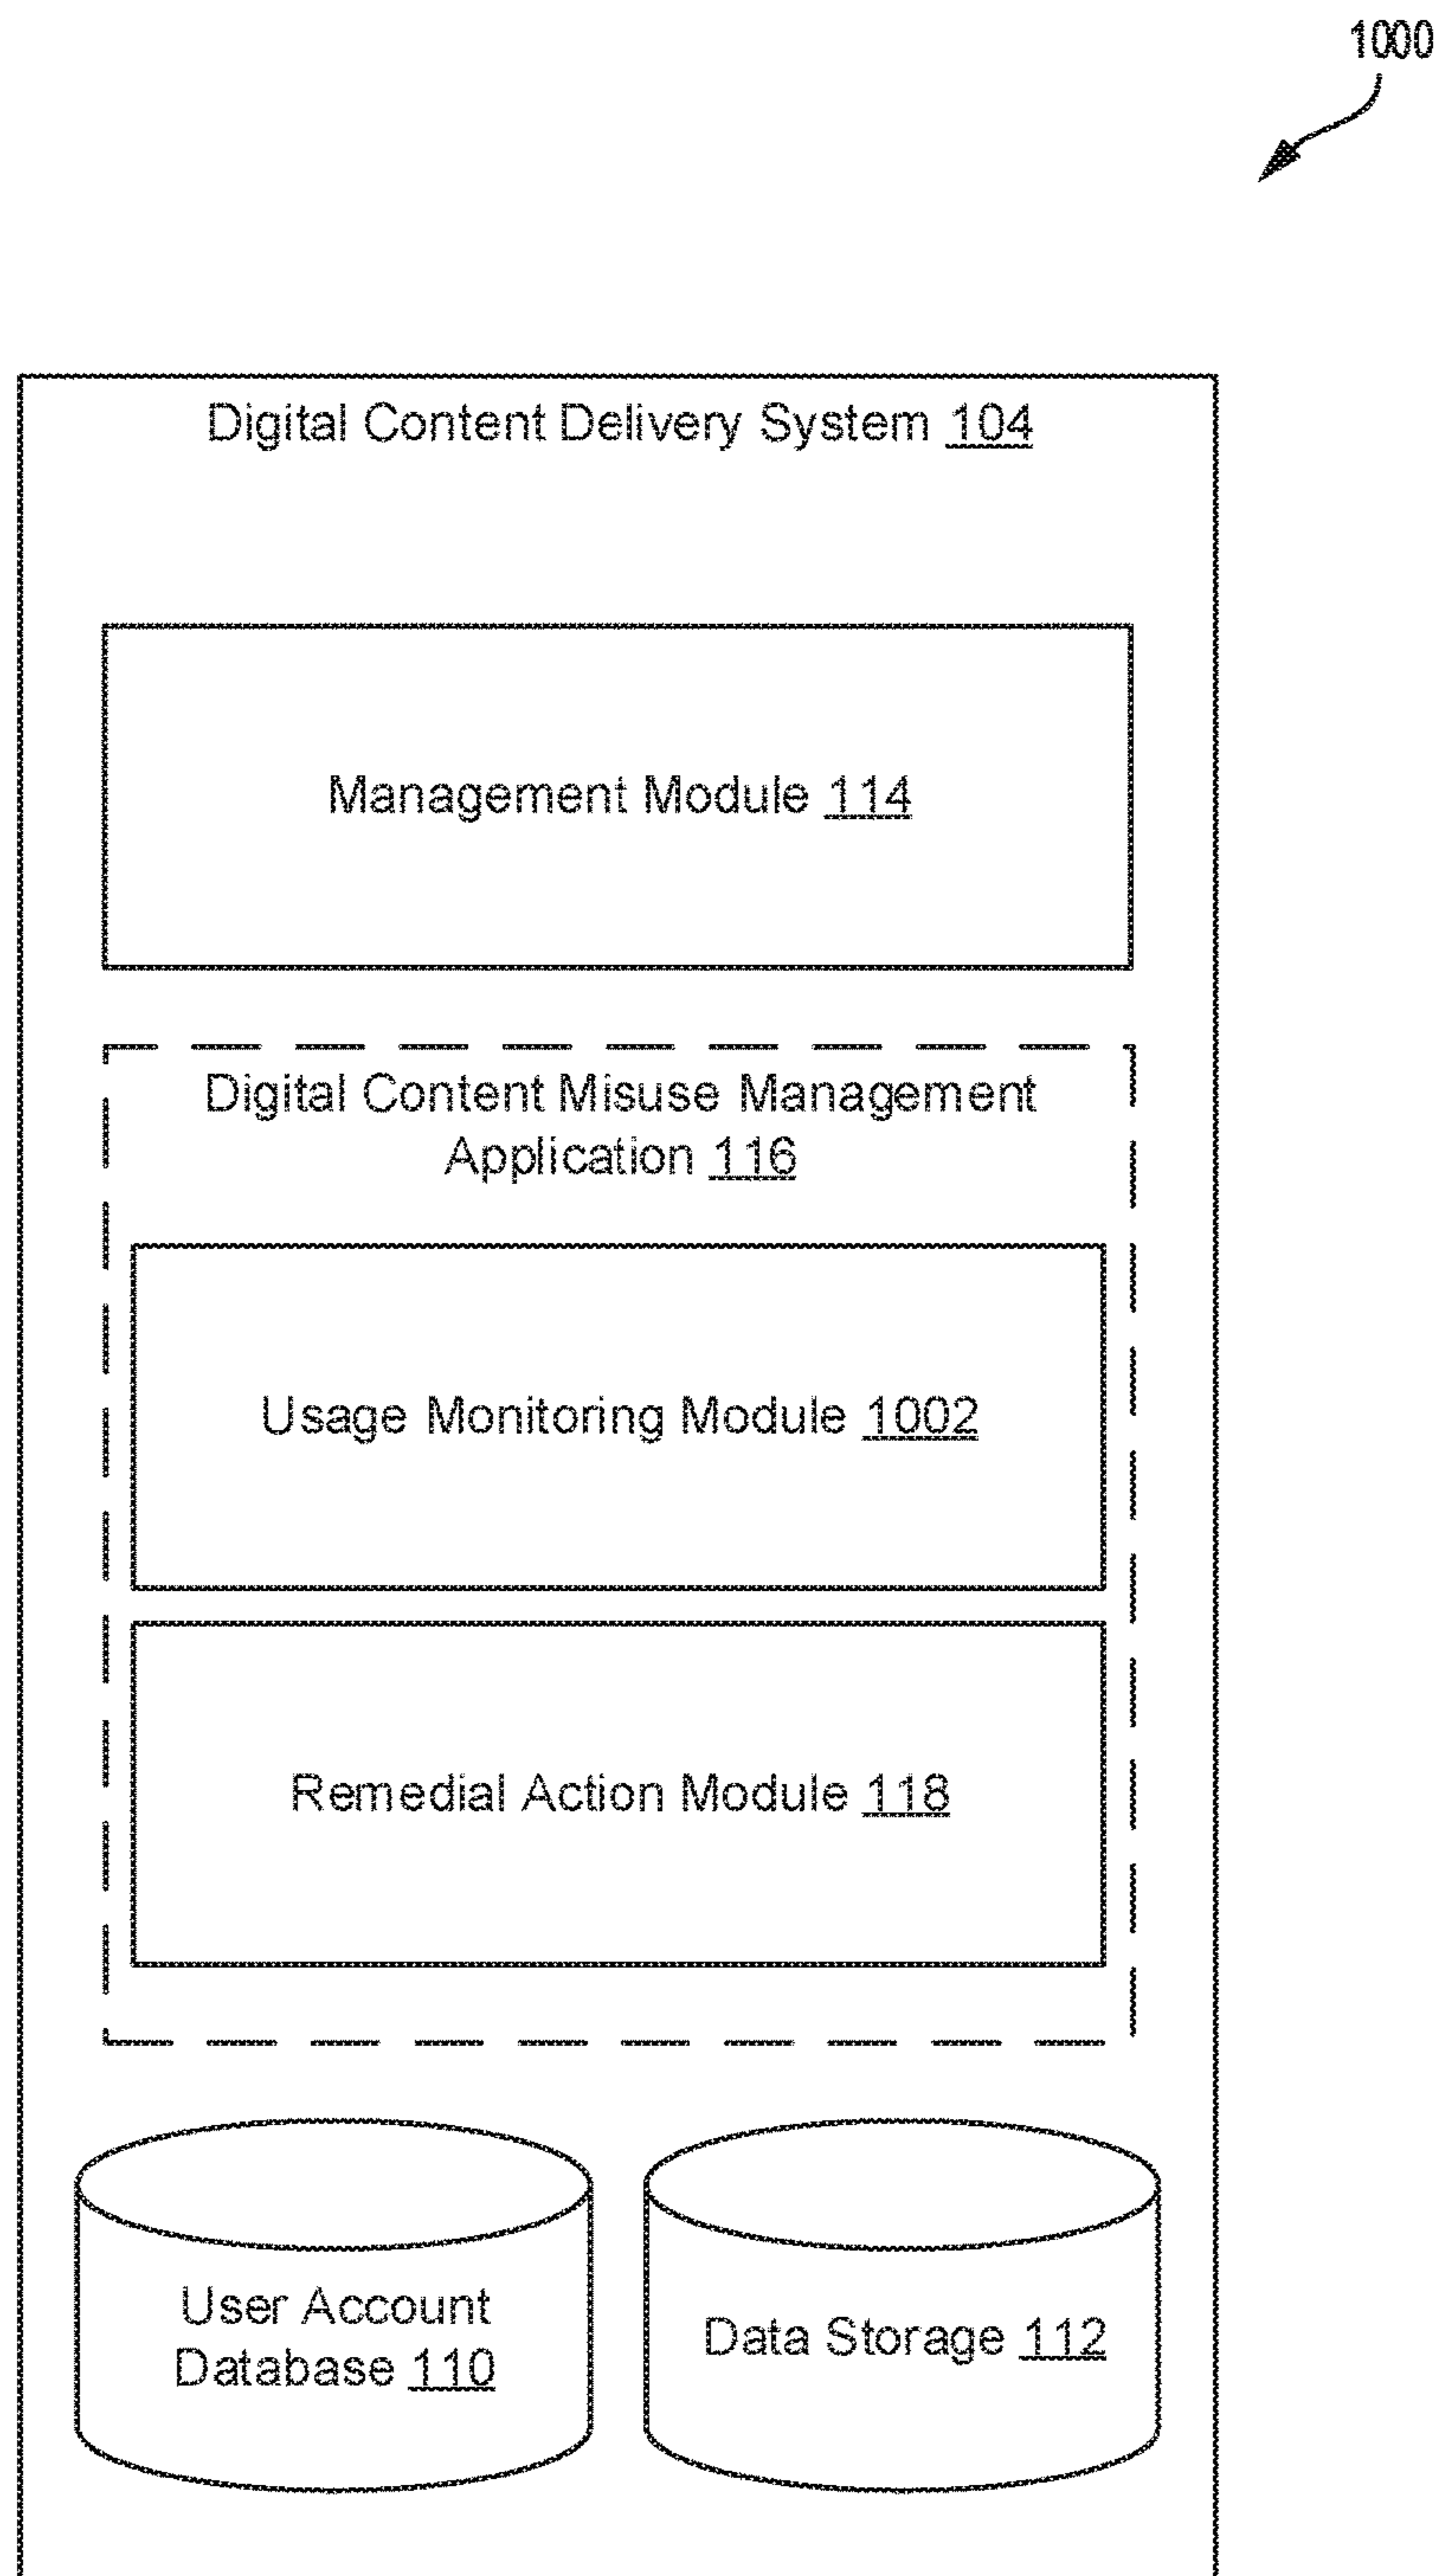 1000
Digital Content Delivery System 104
Management Module 114
Digital Content Misuse Management
Application 116
Usage Monitoring Module 1002
Remedial Action Module 118
User Account
Database 110
Data Storage 112